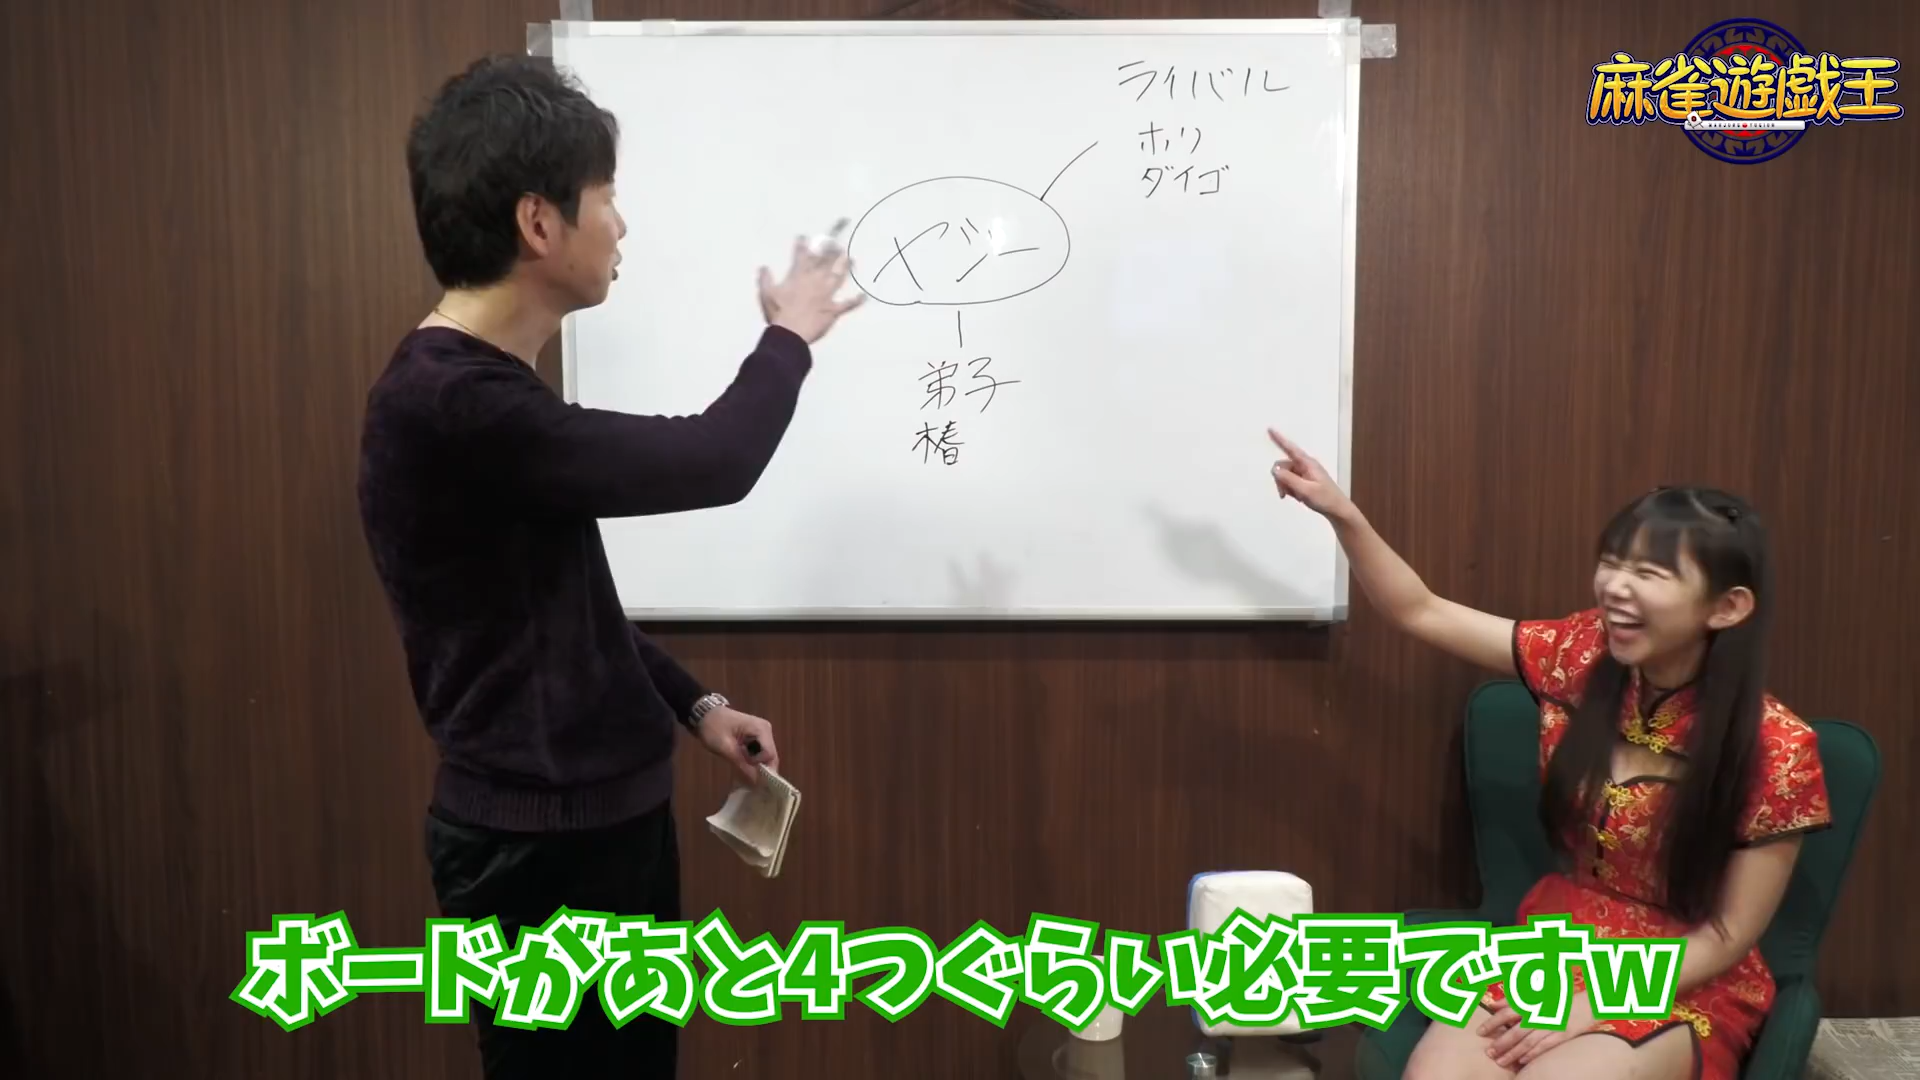 麻雀遊戯王
ライバル
ホリ
ダイゴ
ヤジー
弟子
椿
ボードがあと4つぐらい必要ですw